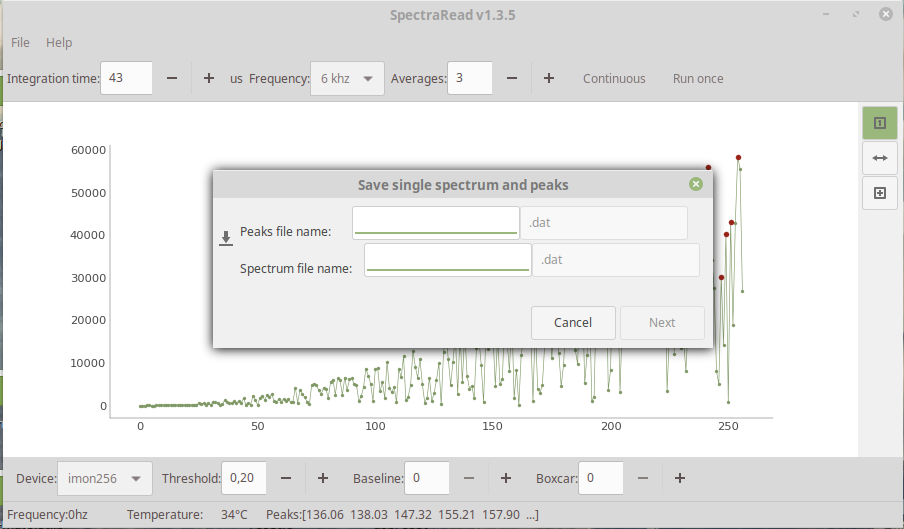 SpectraRead v1.3.5
File Help
Integration time: 43 us Frequency: 6 khz Averages: 3 Continuous Run once
60000
50000
40000
30000
20000
10000
0
0 50 100 150 200 250
Save single spectrum and peaks
Peaks file name: .dat
Spectrum file name: .dat
Cancel Next
Device: imon256 Threshold: 0,20 Baseline: 0 Boxcar: 0
Frequency:0hz Temperature: 34°C Peaks:[136.06 138.03 147.32 155.21 157.90 ...]